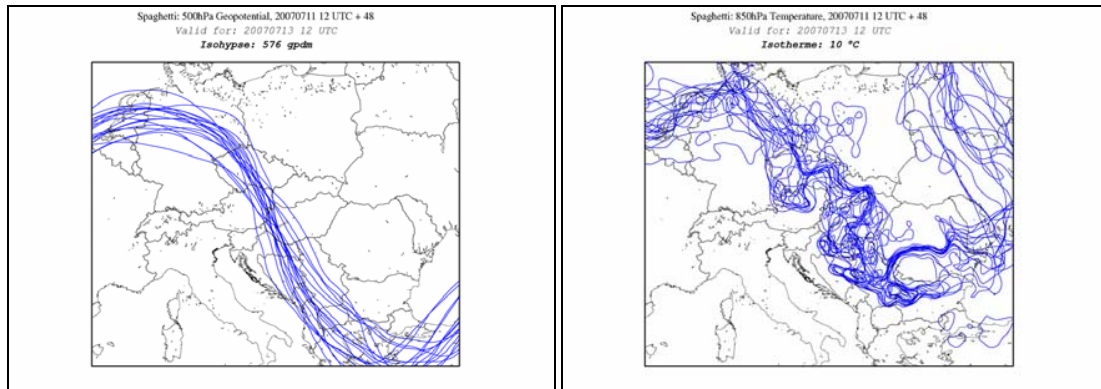 Spaghetti: 500hPa Geopotential, 20070711 12 UTC + 48
Valid for: 20070713 12 UTC
Isohypse: 576 gpdm
Spaghetti: 850hPa Temperature, 20070711 12 UTC + 48
Valid for: 20070713 12 UTC
Isotherme: 10 °C